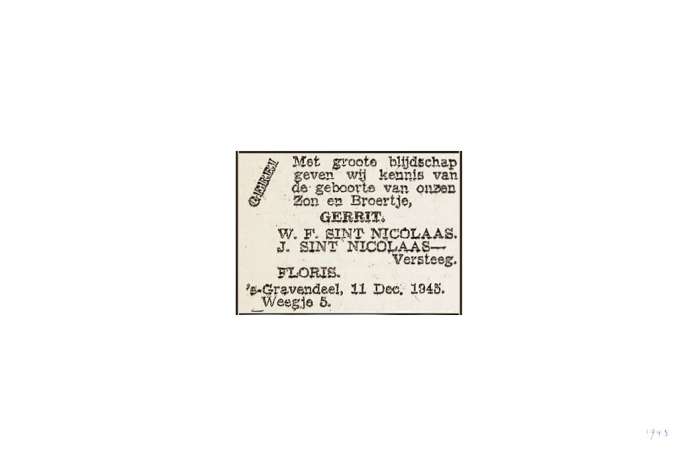 Met groote blijdschap
geven wij kennis van
de geboorte van onzen
Zon en Broertje,
GERRIT.
W. F. SINT NICOLAAS.
J. SINT NICOLAAS—
Versteeg.
FLORIS.
's-Gravendeel, 11 Dec. 1945.
Weegje 5.
1945